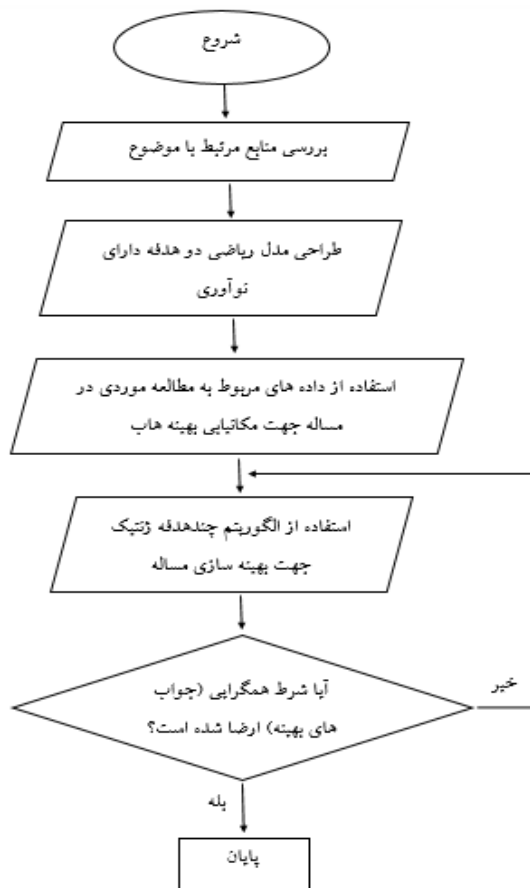 شروع
بررسی منابع مرتبط با موضوع
طراحی مدل ریاضی دو هدفه دارای
نوآوری
استفاده از داده های مربوط به مطالعه موردی در
مساله جهت مکانیابی بهینه هاب
استفاده از الگوریتم چندهدفه ژنتیک
جهت بهینه سازی مساله
آیا شرط همگرایی (جواب
های بهینه) ارضا شده است؟
خیر
بله
پایان